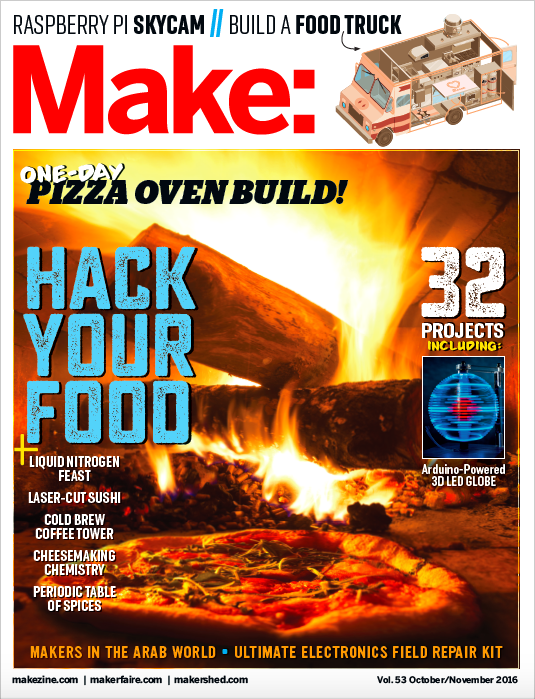 RASPBERRY PI SKYCAM // BUILD A FOOD TRUCK
Make:
ONE-DAY
PIZZA OVEN BUILD!
HACK
YOUR
FOOD
+
LIQUID NITROGEN
FEAST
LASER-CUT SUSHI
COLD BREW
COFFEE TOWER
CHEESEMAKING
CHEMISTRY
PERIODIC TABLE
OF SPICES
32
PROJECTS
INCLUDING:
Arduino-Powered
3D LED GLOBE
MAKERS IN THE ARAB WORLD ▪ ULTIMATE ELECTRONICS FIELD REPAIR KIT
makezine.com | makerfaire.com | makershed.com
Vol. 53 October/November 2016